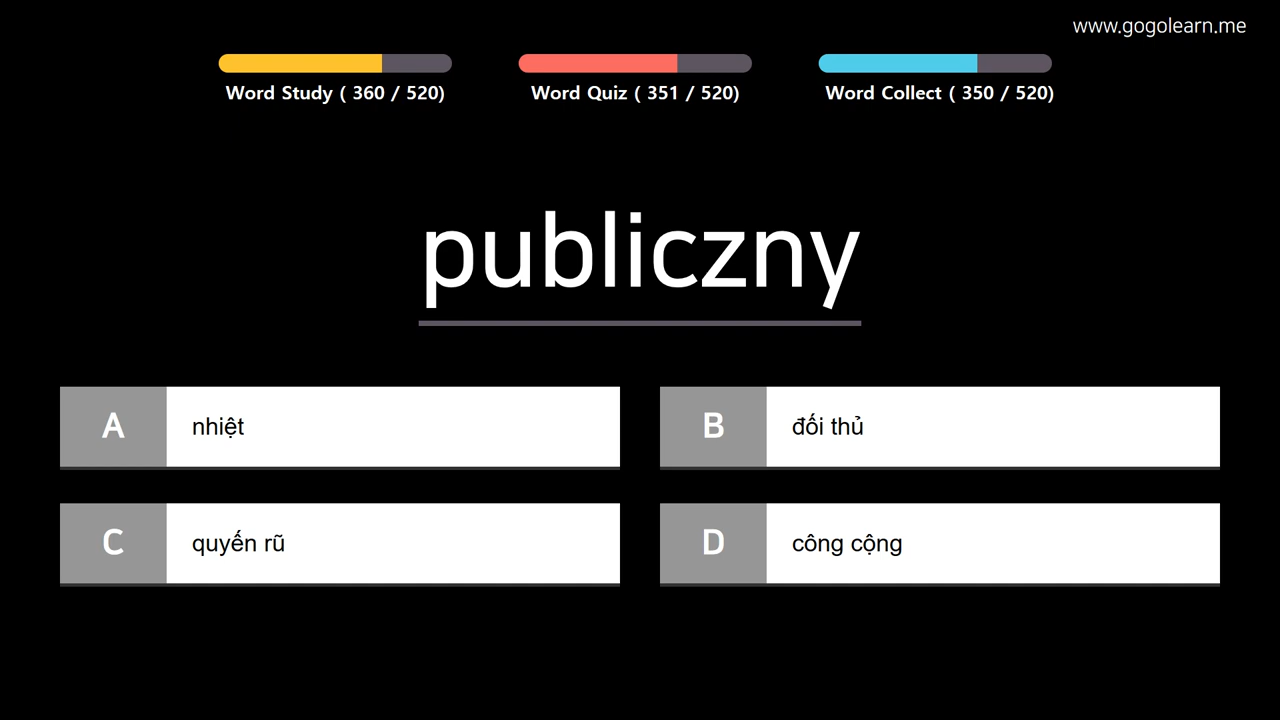 www.gogolearn.me
Word Study ( 360 / 520)
Word Quiz ( 351 / 520)
Word Collect ( 350 / 520)
publiczny
A
nhiệt
B
đối thủ
C
quyến rũ
D
công cộng